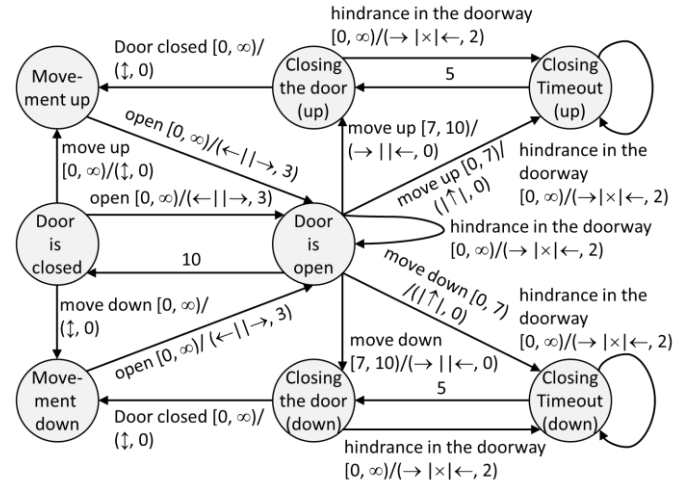 hindrance in the doorway
[0, ∞)/(→ |×|←, 2)
Door closed [0, ∞)/
(↕, 0)
Move-
ment up
Closing
the door
(up)
5
Closing
Timeout
(up)
open [0, ∞)/(←||→, 3)
move up
[0, ∞)/(↕, 0)
move up [7, 10)/
(→ ||←, 0)
move up [0, 7)/
(|↑|, 0)
hindrance in the
doorway
[0, ∞)/(→|×|←, 2)
open [0, ∞)/(←||→, 3)
Door
is
closed
Door
is
open
hindrance in the doorway
[0, ∞)/(→ |×|←, 2)
10
move down [0, ∞)/
(↕, 0)
move down [0, 7)
/(|↑|, 0)
hindrance in the
doorway
[0, ∞)/(→ |×|←, 2)
open [0, ∞)/ (←||→, 3)
move down
[7, 10)/(→ ||←, 0)
Move-
ment
down
Closing
the door
(down)
5
Closing
Timeout
(down)
Door closed [0, ∞)/
(↕, 0)
hindrance in the doorway
[0, ∞)/(→ |×|←, 2)